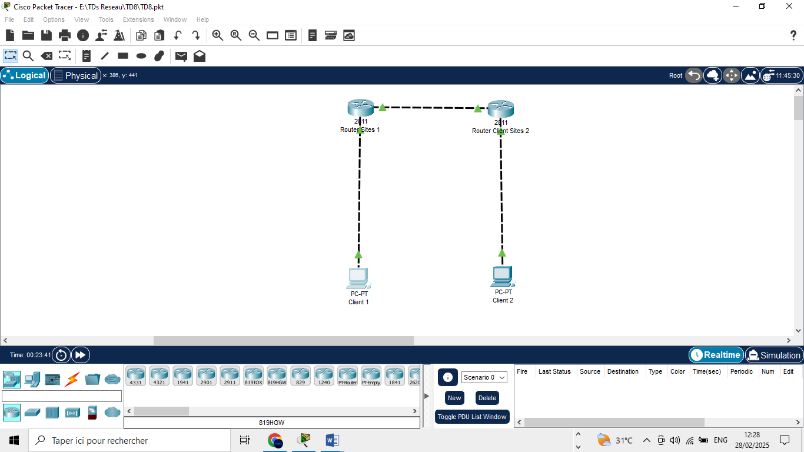 Cisco Packet Tracer - E:\TDs Reseau\TD8\TD8.pkt
File Edit Options View Tools Extensions Window Help
?
Logical Physical x: 386, y: 441 Root 11:45:30
2811
Router Sites 1
2811
Router Client Sites 2
PC-PT
Client 1
PC-PT
Client 2
Time: 00:23:41 Realtime Simulation
4331 4321 1941 2901 2911 819IOX 819HGW 829 1240 PT-Router PT-Empty 1841
819HGW
Scenario 0
New Delete
Toggle PDU List Window
Fire Last Status Source Destination Type Color Time(sec) Periodic Num Edit
Taper ici pour rechercher
31°C ENG
12:28
28/02/2025